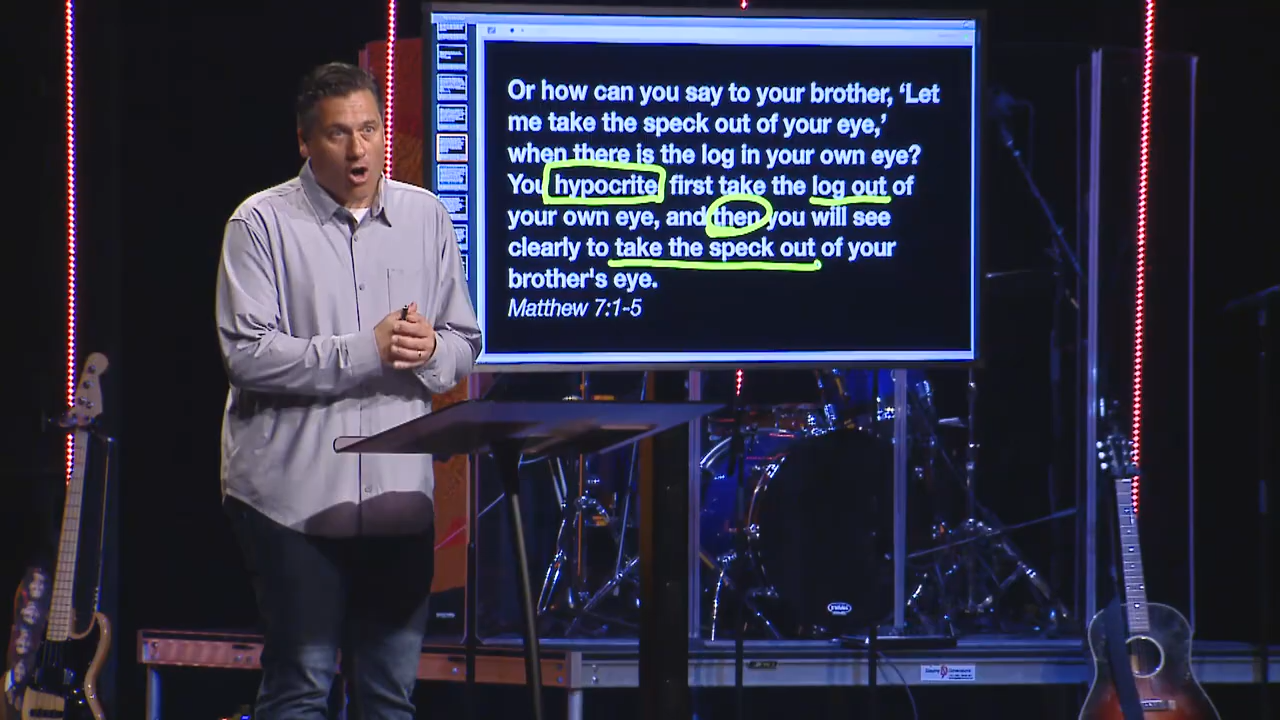 Or how can you say to your brother, ‘Let
me take the speck out of your eye,’
when there is the log in your own eye?
You hypocrite, first take the log out of
your own eye, and then you will see
clearly to take the speck out of your
brother's eye.
Matthew 7:1-5